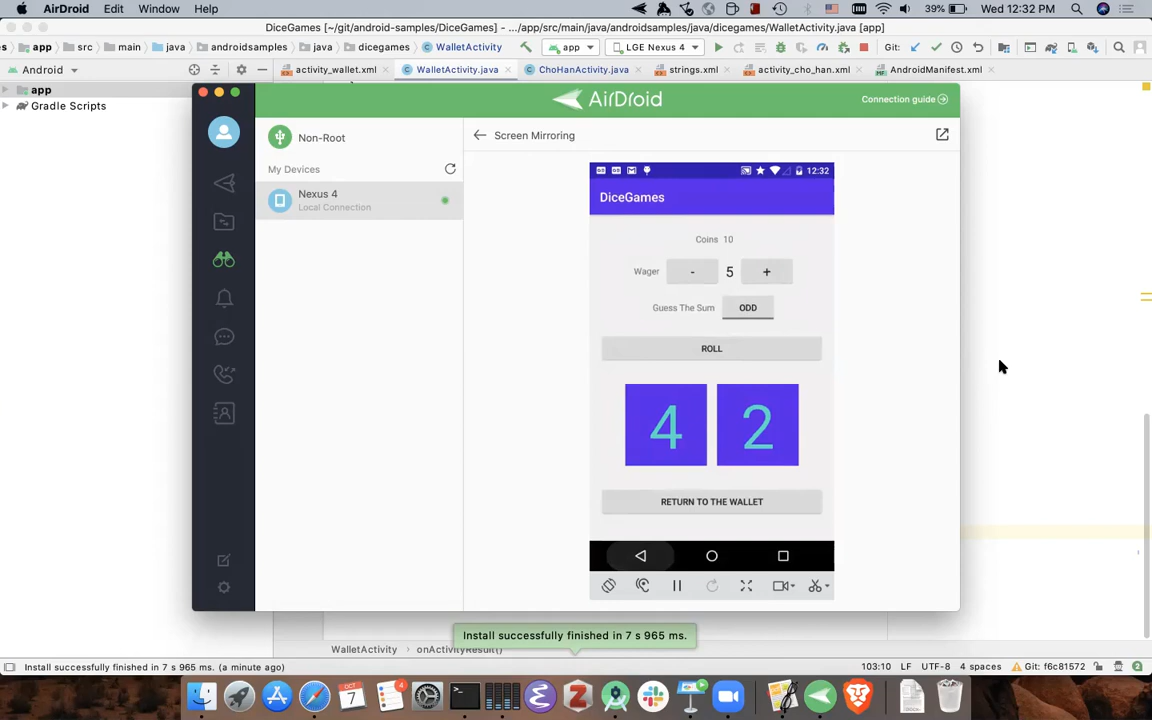 AirDroid Edit Window Help 39% Wed 12:32 PM
DiceGames [~/git/android-samples/DiceGames] - .../app/src/main/java/androidsamples/java/dicegames/WalletActivity.java [app]
es app src main java androidsamples java dicegames WalletActivity app LGE Nexus 4 Git:
Android activity_wallet.xml WalletActivity.java ChoHanActivity.java strings.xml activity_cho_han.xml AndroidManifest.xml
app
Gradle Scripts
AirDroid
Connection guide
Non-Root
Screen Mirroring
My Devices
Nexus 4
Local Connection
12:32
DiceGames
Coins 10
Wager - 5 +
Guess The Sum ODD
ROLL
4 2
RETURN TO THE WALLET
Install successfully finished in 7 s 965 ms.
WalletActivity onActivityResult()
Install successfully finished in 7 s 965 ms. (a minute ago) 103:10 LF UTF-8 4 spaces Git: f6c81572 2
OCT
7
4